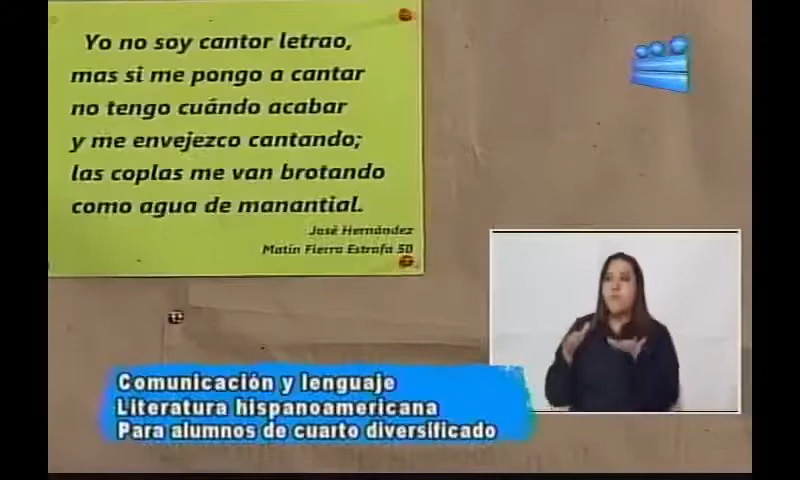 Yo no soy cantor letrao,
mas si me pongo a cantar
no tengo cuándo acabar
y me envejezco cantando;
las coplas me van brotando
como agua de manantial.
José Hernández
Matín Fierro Estrofa 50
Comunicación y lenguaje
Literatura hispanoamericana
Para alumnos de cuarto diversificado